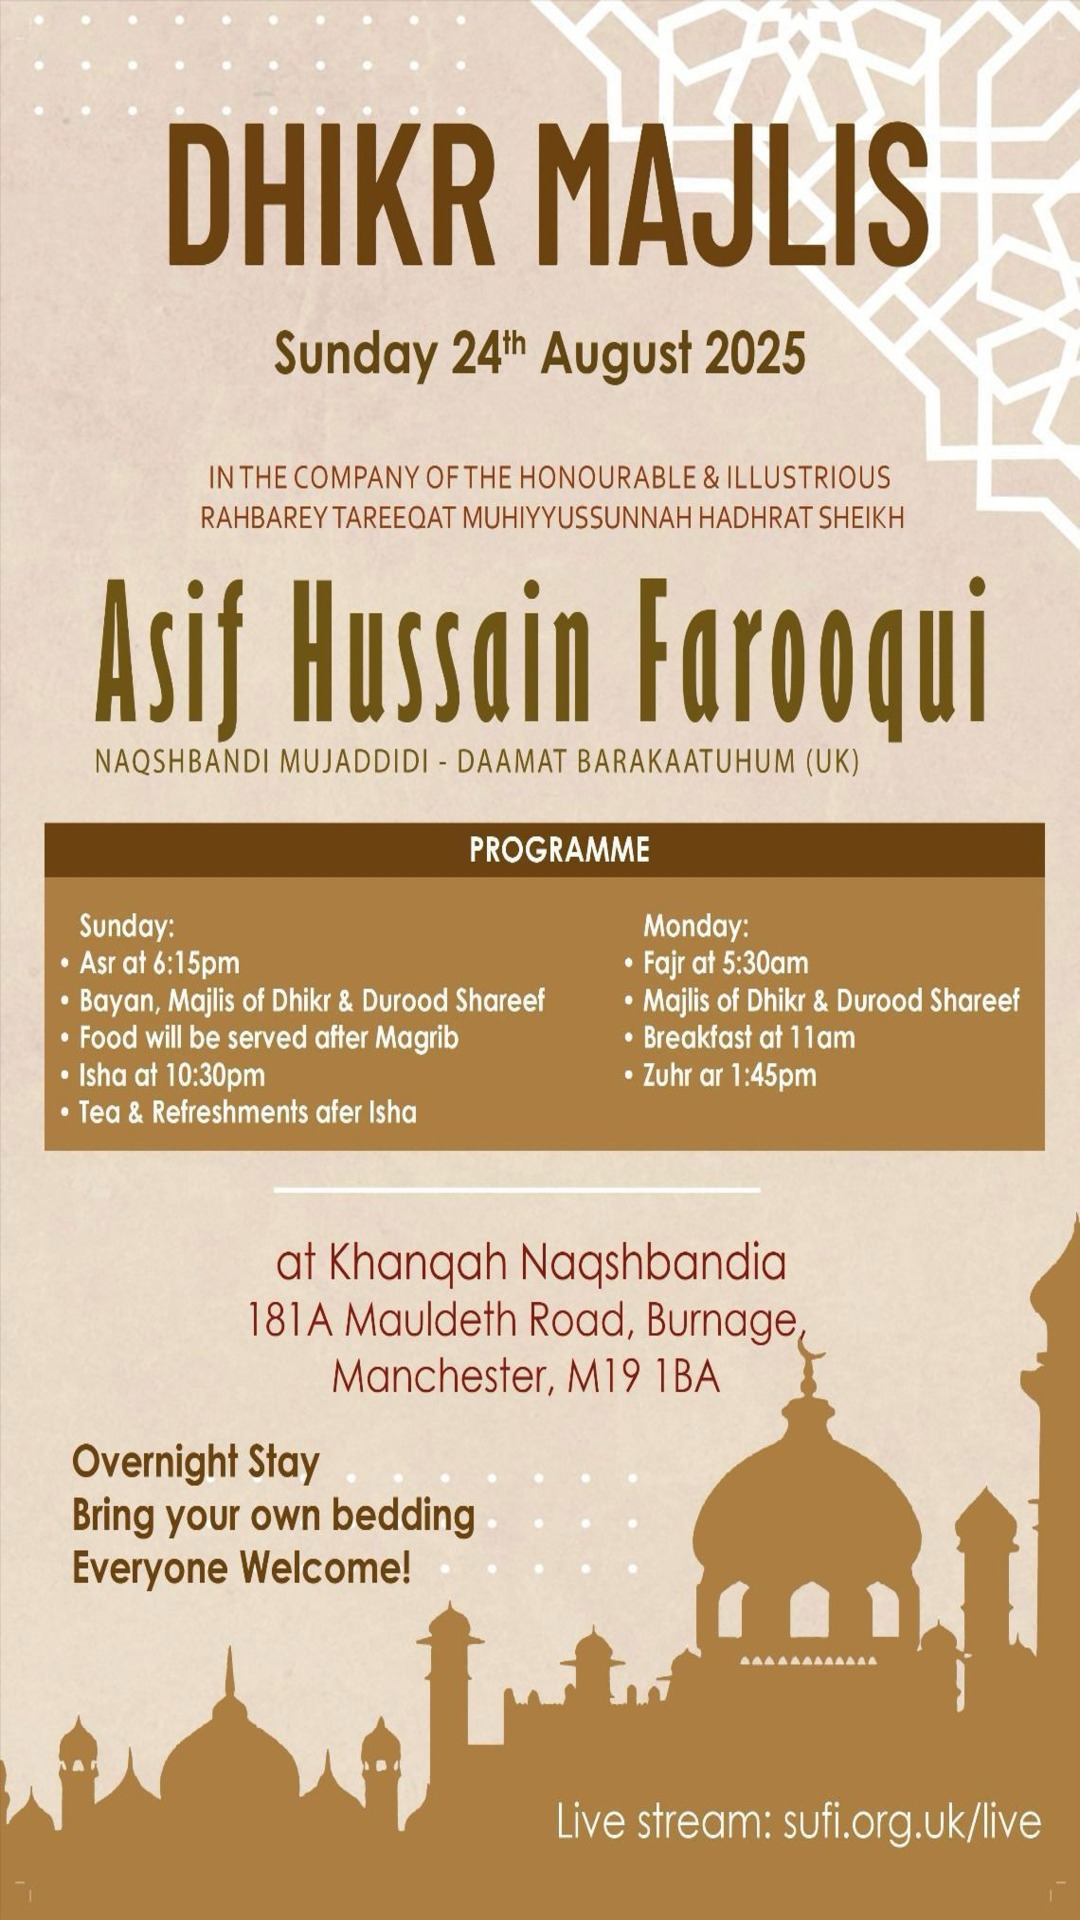 DHIKR MAJLIS
Sunday 24th August 2025
IN THE COMPANY OF THE HONOURABLE & ILLUSTRIOUS
RAHBAREY TAREEQAT MUHIYYUSSUNNAH HADHRAT SHEIKH
Asif Hussain Farooqui
NAQSHBANDI MUJADDIDI - DAAMAT BARAKAATUHUM (UK)
PROGRAMME
Sunday:
• Asr at 6:15pm
• Bayan, Majlis of Dhikr & Durood Shareef
• Food will be served after Magrib
• Isha at 10:30pm
• Tea & Refreshments afer Isha
Monday:
• Fajr at 5:30am
• Majlis of Dhikr & Durood Shareef
• Breakfast at 11am
• Zuhr ar 1:45pm
at Khanqah Naqshbandia
181A Mauldeth Road, Burnage,
Manchester, M19 1BA
Overnight Stay
Bring your own bedding
Everyone Welcome!
Live stream: sufi.org.uk/live